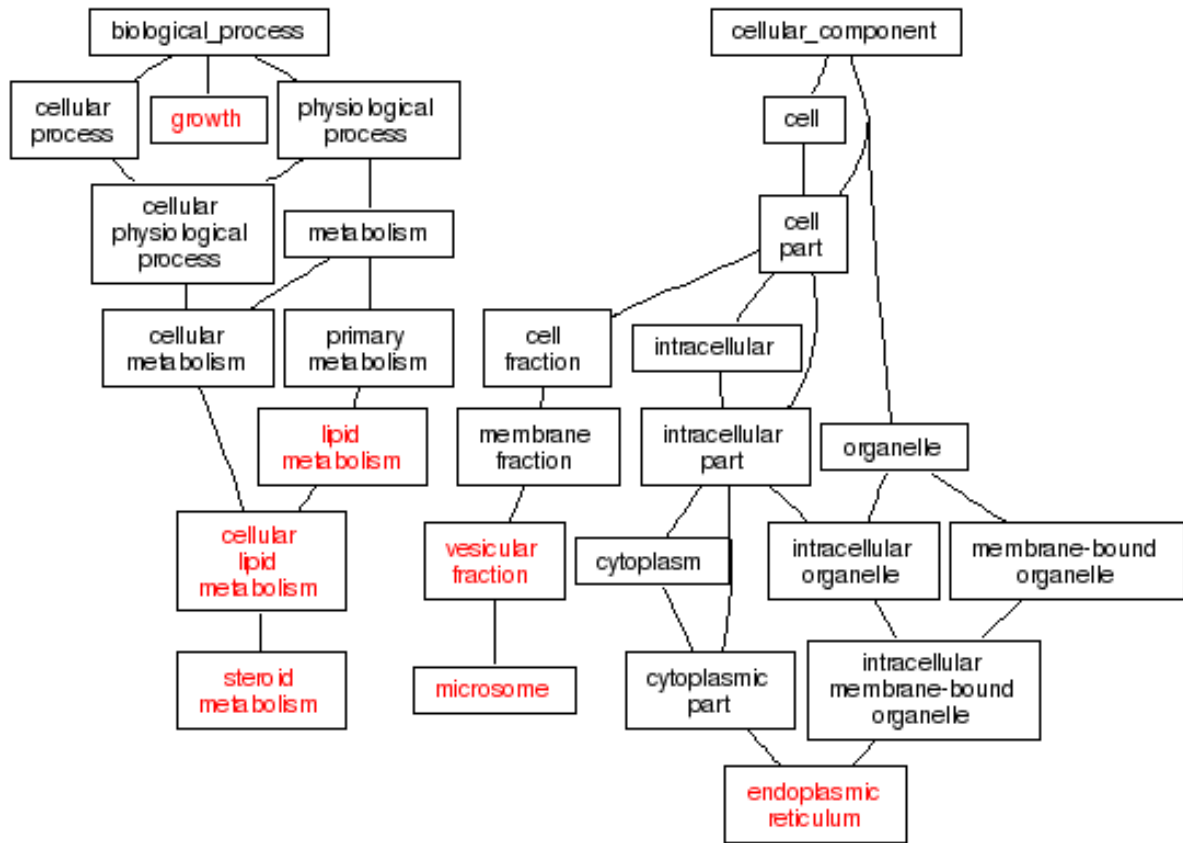 biological_process
cellular_component
cellular
process
growth
physiological
process
cell
cellular
physiological
process
metabolism
cell
part
cellular
metabolism
primary
metabolism
cell
fraction
intracellular
lipid
metabolism
membrane
fraction
intracellular
part
organelle
cellular
lipid
metabolism
vesicular
fraction
cytoplasm
intracellular
organelle
membrane-bound
organelle
steroid
metabolism
microsome
cytoplasmic
part
intracellular
membrane-bound
organelle
endoplasmic
reticulum